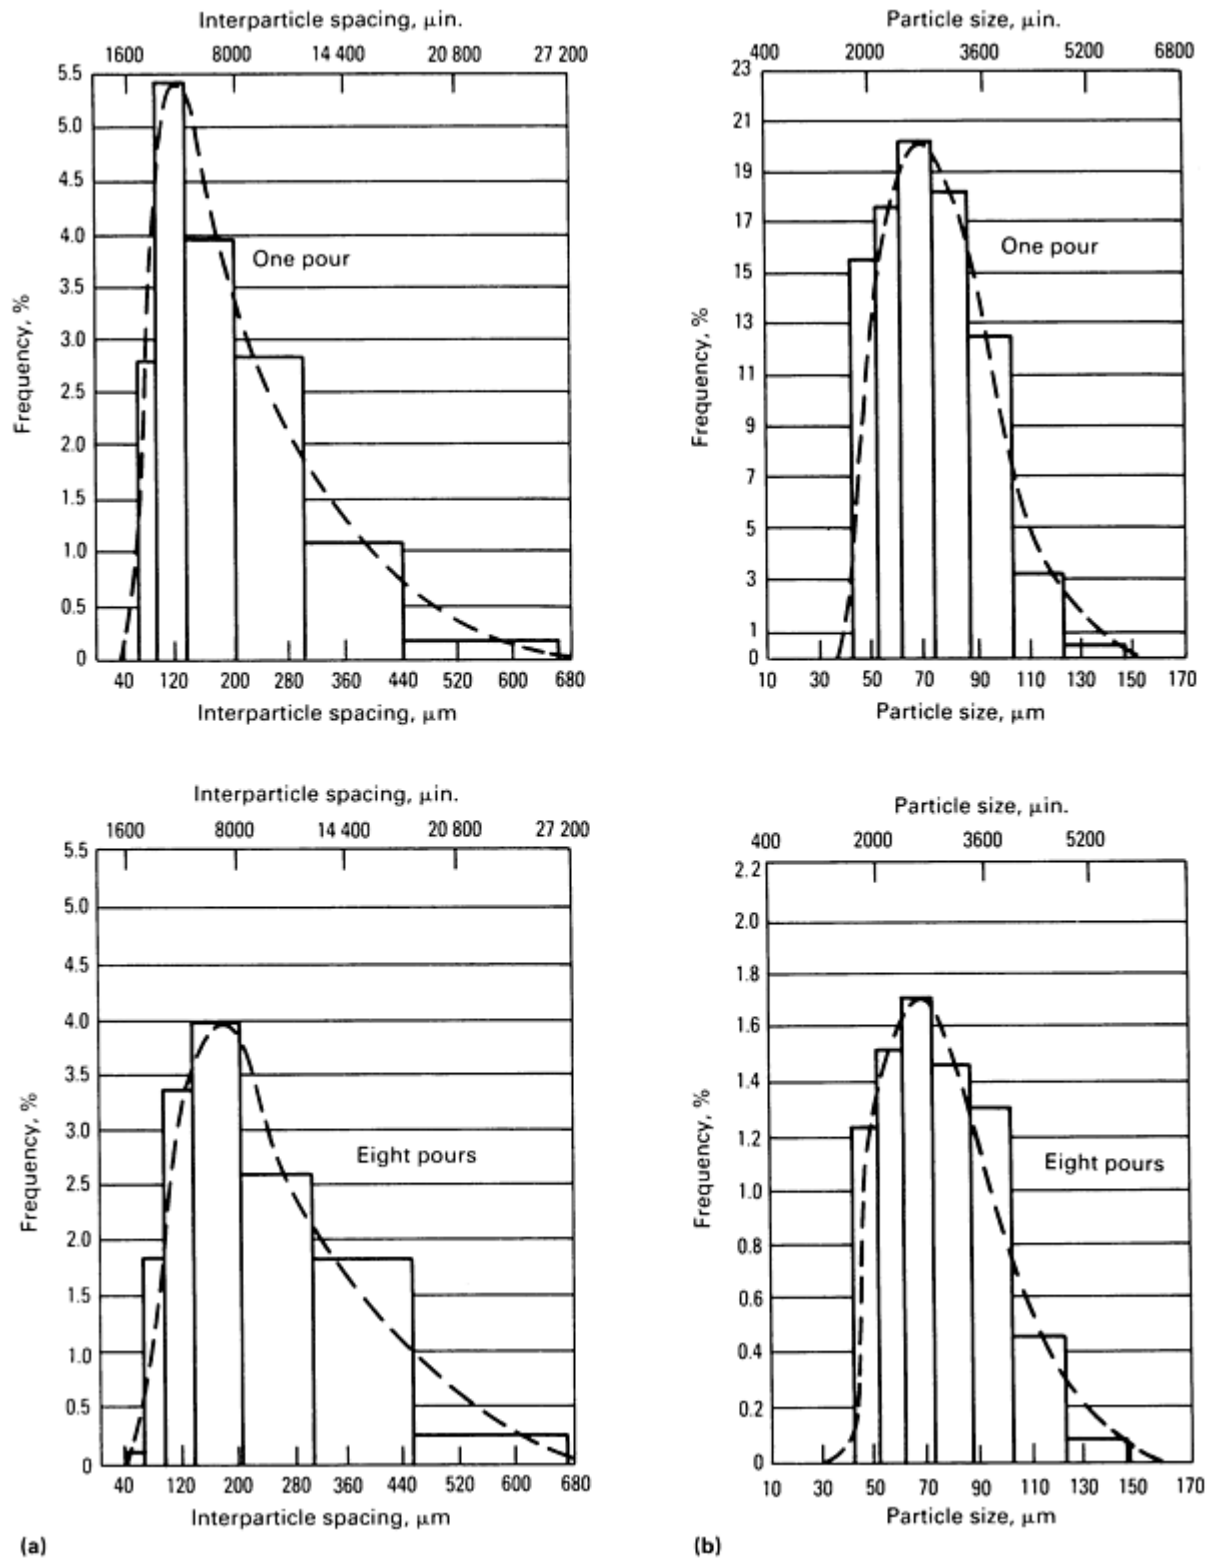 Interparticle spacing, μin.
1600 8000 14 400 20 800 27 200
5.5
5.0
4.5
4.0
3.5
3.0
2.5
2.0
1.5
1.0
0.5
0
Frequency, %
One pour
40 120 200 280 360 440 520 600 680
Interparticle spacing, μm
Particle size, μin.
400 2000 3600 5200 6800
23
21
19
17
15
13
11
9
7
5
3
1
0
Frequency, %
One pour
10 30 50 70 90 110 130 150 170
Particle size, μm
Interparticle spacing, μin.
1600 8000 14 400 20 800 27 200
5.5
5.0
4.5
4.0
3.5
3.0
2.5
2.0
1.5
1.0
0.5
0
Frequency, %
Eight pours
40 120 200 280 360 440 520 600 680
Interparticle spacing, μm
(a)
Particle size, μin.
400 2000 3600 5200
2.2
2.0
1.8
1.6
1.4
1.2
1.0
0.8
0.6
0.4
0.2
0
Frequency, %
Eight pours
10 30 50 70 90 110 130 150 170
Particle size, μm
(b)